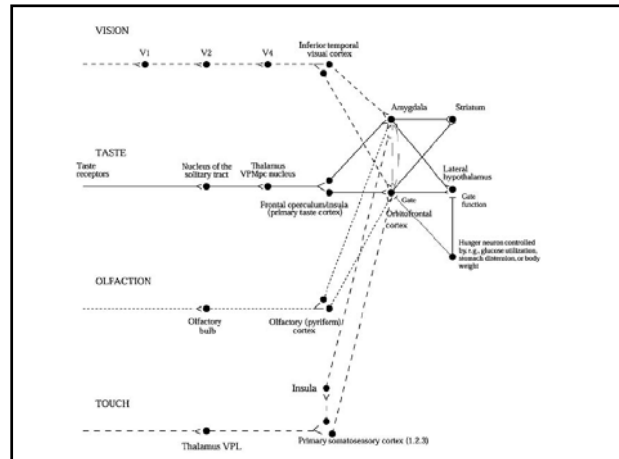 VISION
V1
V2
V4
Inferior temporal
visual cortex
Amygdala
Striatum
TASTE
Taste
receptors
Nucleus of the
solitary tract
Thalamus
VPMpc nucleus
Frontal operculum/insula
(primary taste cortex)
Gate
Orbitofrontal
cortex
Lateral
hypothalamus
Gate
function
Hunger neuron controlled
by, e.g., glucose utilization,
stomach distension, or body
weight
OLFACTION
Olfactory
bulb
Olfactory (pyriform)/
cortex
TOUCH
Insula
Thalamus VPL
Primary somatosensory cortex (1.2.3)